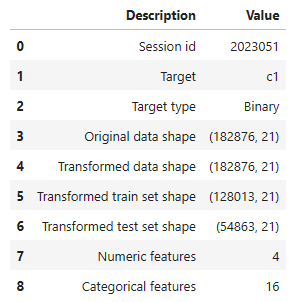 Description Value
0 Session id 2023051
1 Target c1
2 Target type Binary
3 Original data shape (182876, 21)
4 Transformed data shape (182876, 21)
5 Transformed train set shape (128013, 21)
6 Transformed test set shape (54863, 21)
7 Numeric features 4
8 Categorical features 16